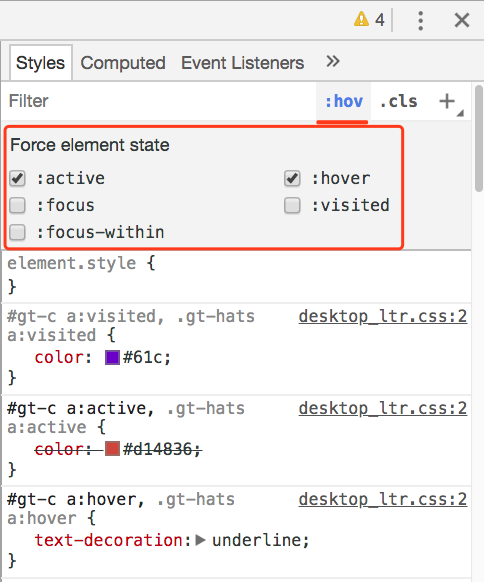 4
Styles Computed Event Listeners »
Filter :hov .cls +
Force element state
:active :hover
:focus :visited
:focus-within
element.style {
}
#gt-c a:visited, .gt-hats desktop_ltr.css:2
a:visited {
color: #61c;
}
#gt-c a:active, .gt-hats desktop_ltr.css:2
a:active {
color: #d14836;
}
#gt-c a:hover, .gt-hats desktop_ltr.css:2
a:hover {
text-decoration: underline;
}